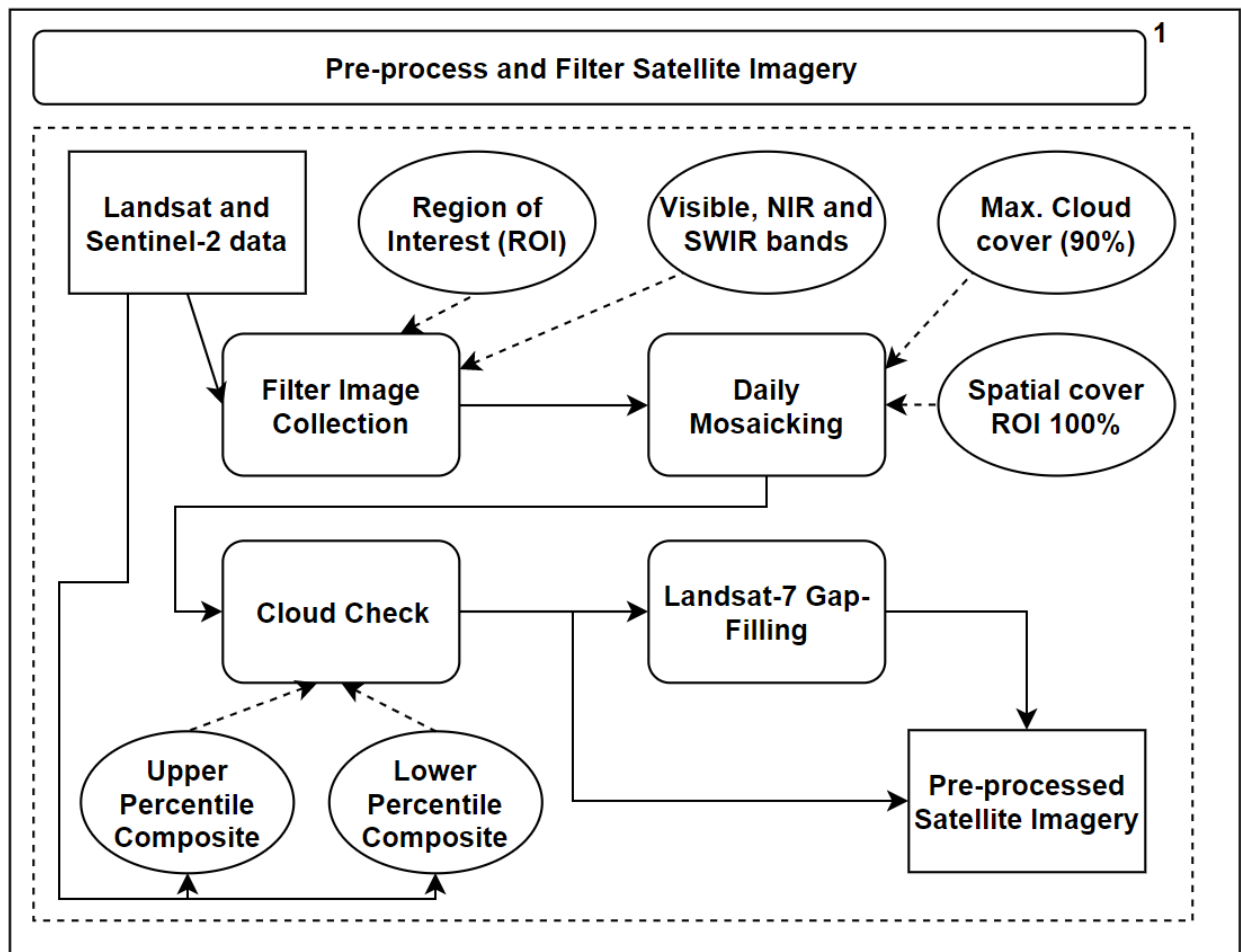 1
Pre-process and Filter Satellite Imagery
Landsat and
Sentinel-2 data
Region of
Interest (ROI)
Visible, NIR and
SWIR bands
Max. Cloud
cover (90%)
Filter Image
Collection
Daily
Mosaicking
Spatial cover
ROI 100%
Cloud Check
Landsat-7 Gap-
Filling
Upper
Percentile
Composite
Lower
Percentile
Composite
Pre-processed
Satellite Imagery